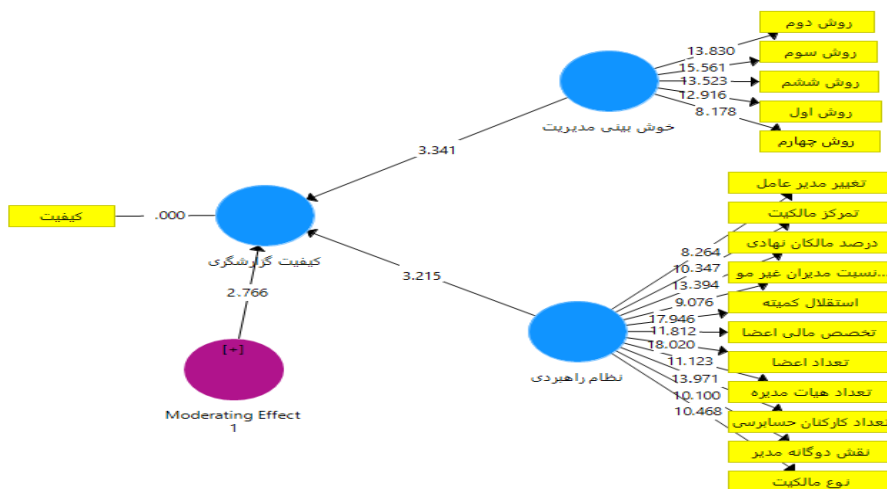 روش دوم
روش سوم
روش ششم
روش اول
روش چهارم
13.830
15.561
13.523
12.916
8.178
خوش بینی مدیریت
3.341
کیفیت
.000
کیفیت گزارشگری
2.766
[+]
Moderating Effect
1
3.215
نظام راهبردی
تغییر مدیر عامل
تمرکز مالکیت
درصد مالکان نهادی
نسبت مدیران غیر مو...
استقلال کمیته
تخصص مالی اعضا
تعداد اعضا
تعداد هیات مدیره
تعداد کارکنان حسابرسی
نقش دوگانه مدیر
نوع مالکیت
8.264
10.347
13.394
9.076
17.946
11.812
18.020
11.123
13.971
10.100
10.468